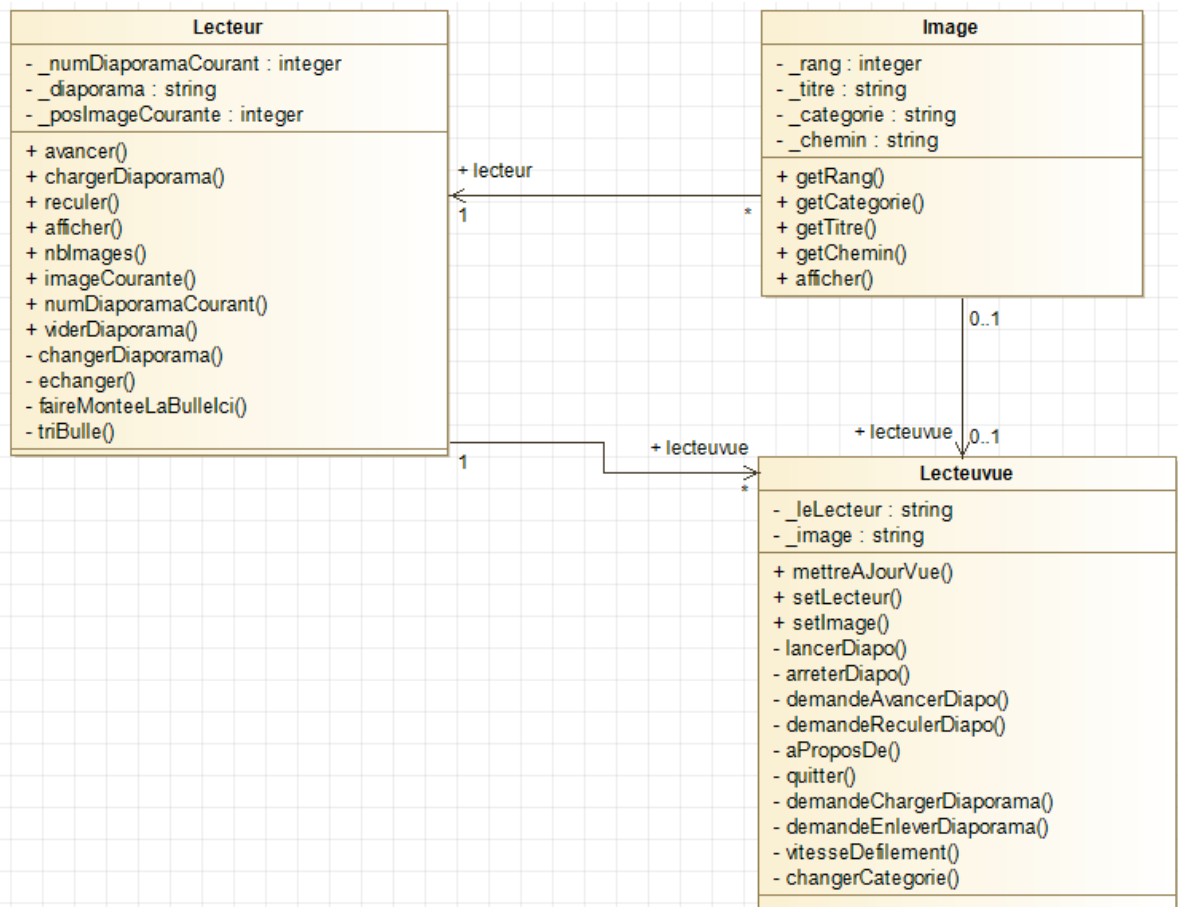 Lecteur
- _numDiaporamaCourant : integer
- _diaporama : string
- _posImageCourante : integer
+ avancer()
+ chargerDiaporama()
+ reculer()
+ afficher()
+ nbImages()
+ imageCourante()
+ numDiaporamaCourant()
+ viderDiaporama()
- changerDiaporama()
- echanger()
- faireMonteeLaBulleIci()
- triBulle()
+ lecteur
1
*
Image
- _rang : integer
- _titre : string
- _categorie : string
- _chemin : string
+ getRang()
+ getCategorie()
+ getTitre()
+ getChemin()
+ afficher()
0..1
+ lecteuvue
0..1
1
+ lecteuvue
*
Lecteuvue
- _leLecteur : string
- _image : string
+ mettreAJourVue()
+ setLecteur()
+ setImage()
- lancerDiapo()
- arreterDiapo()
- demandeAvancerDiapo()
- demandeReculerDiapo()
- aProposDe()
- quitter()
- demandeChargerDiaporama()
- demandeEnleverDiaporama()
- vitesseDefilement()
- changerCategorie()